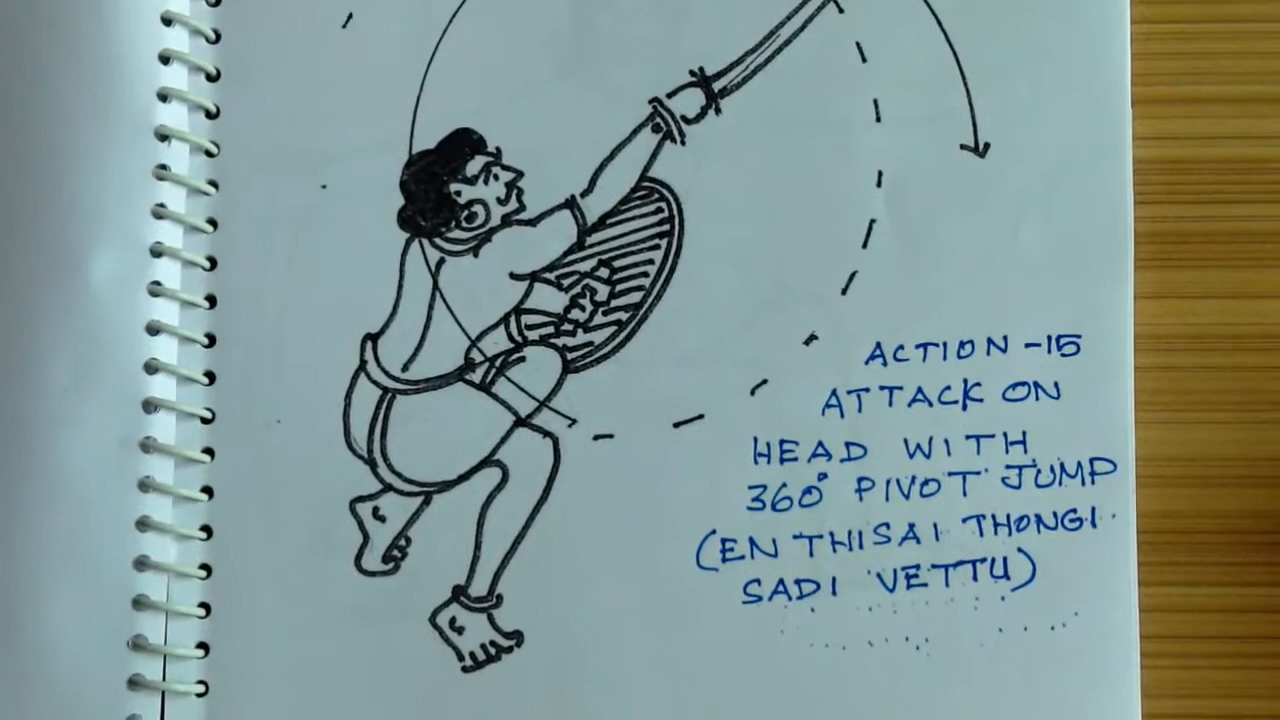 ACTION-15
ATTACK ON
HEAD WITH
360° PIVOT JUMP
(EN THISAI THONGI
SADI VETTU)